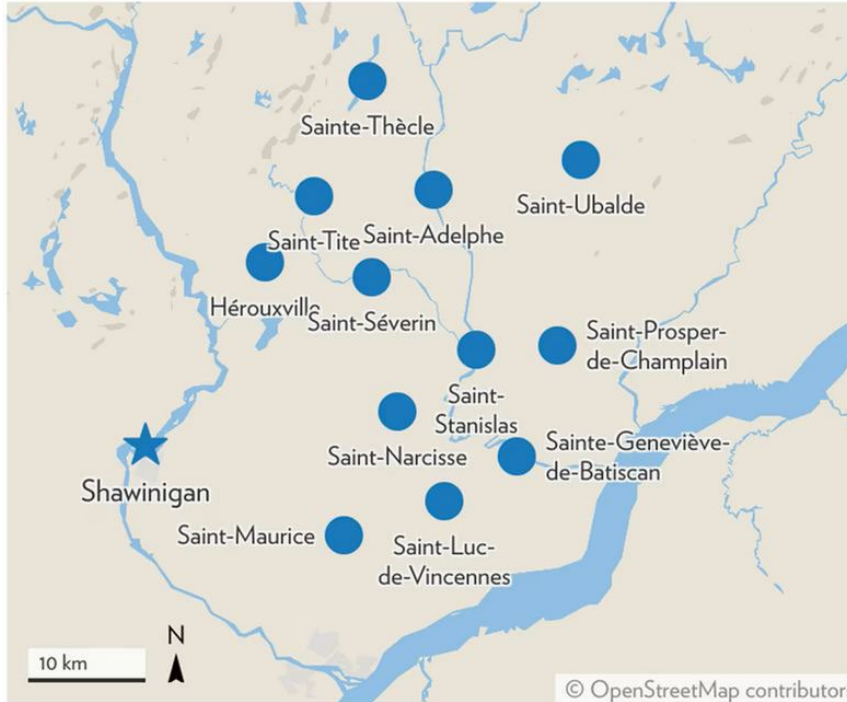 Sainte-Thècle
Saint-Ubalde
Saint-Tite
Saint-Adelphe
Hérouxville
Saint-Séverin
Saint-Prosper-
de-Champlain
Saint-
Stanislas
Saint-Narcisse
Sainte-Geneviève-
de-Batiscan
Shawinigan
Saint-Maurice
Saint-Luc-
de-Vincennes
N
10 km
© OpenStreetMap contributor